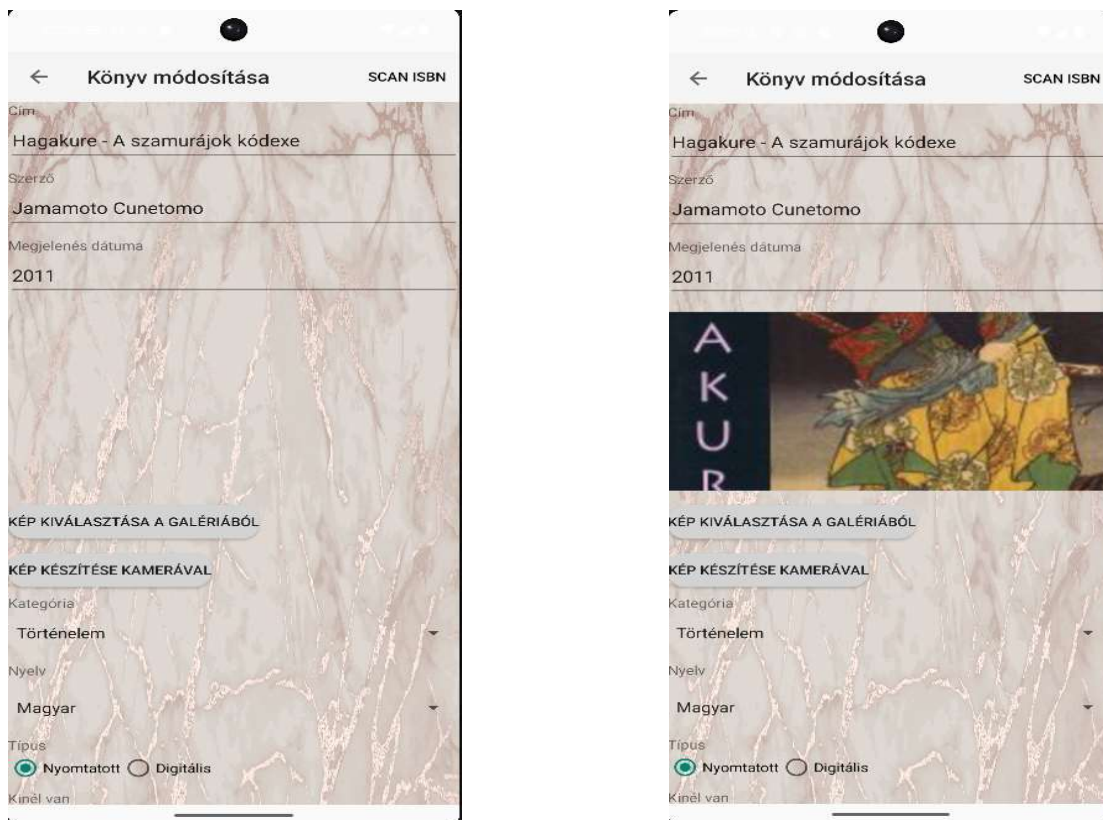 Könyv módosítása SCAN ISBN
Cím
Hagakure - A szamurájok kódexe
Szerző
Jamamoto Cunetomo
Megjelenés dátuma
2011
KÉP KIVÁLASZTÁSA A GALÉRIÁBÓL
KÉP KÉSZÍTÉSE KAMERÁVAL
Kategória
Történelem
Nyelv
Magyar
Típus
Nyomtatott Digitális
Kinél van
Könyv módosítása SCAN ISBN
Cím
Hagakure - A szamurájok kódexe
Szerző
Jamamoto Cunetomo
Megjelenés dátuma
2011
A
K
U
R
KÉP KIVÁLASZTÁSA A GALÉRIÁBÓL
KÉP KÉSZÍTÉSE KAMERÁVAL
Kategória
Történelem
Nyelv
Magyar
Típus
Nyomtatott Digitális
Kinél van